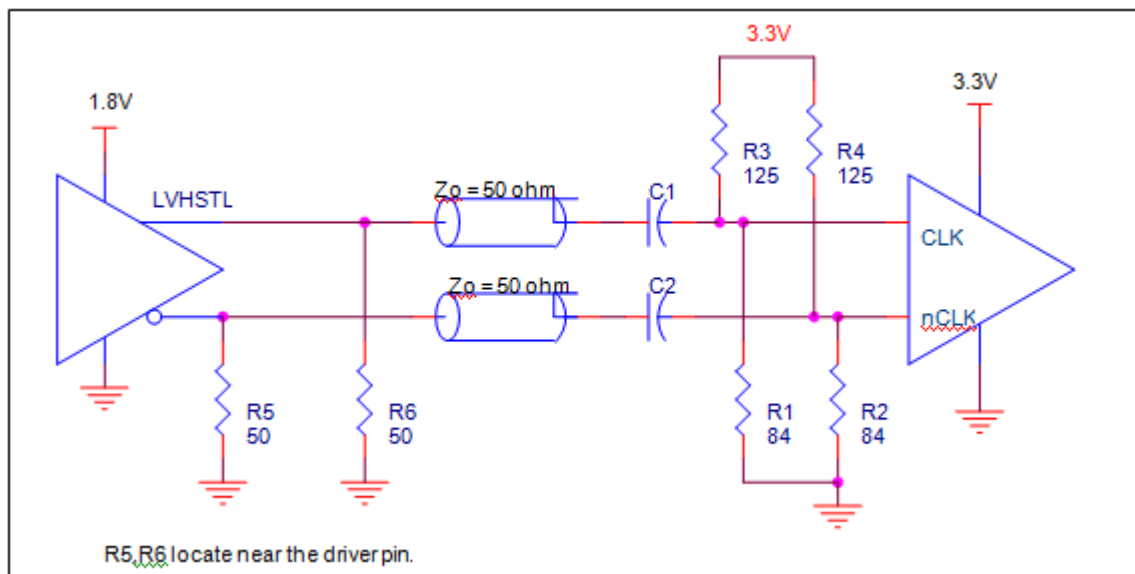 3.3V
1.8V
3.3V
LVHSTL
Zo = 50 ohm
C1
R3
125
R4
125
CLK
Zo = 50 ohm
C2
nCLK
R5
50
R6
50
R1
84
R2
84
R5,R6 locate near the driver pin.